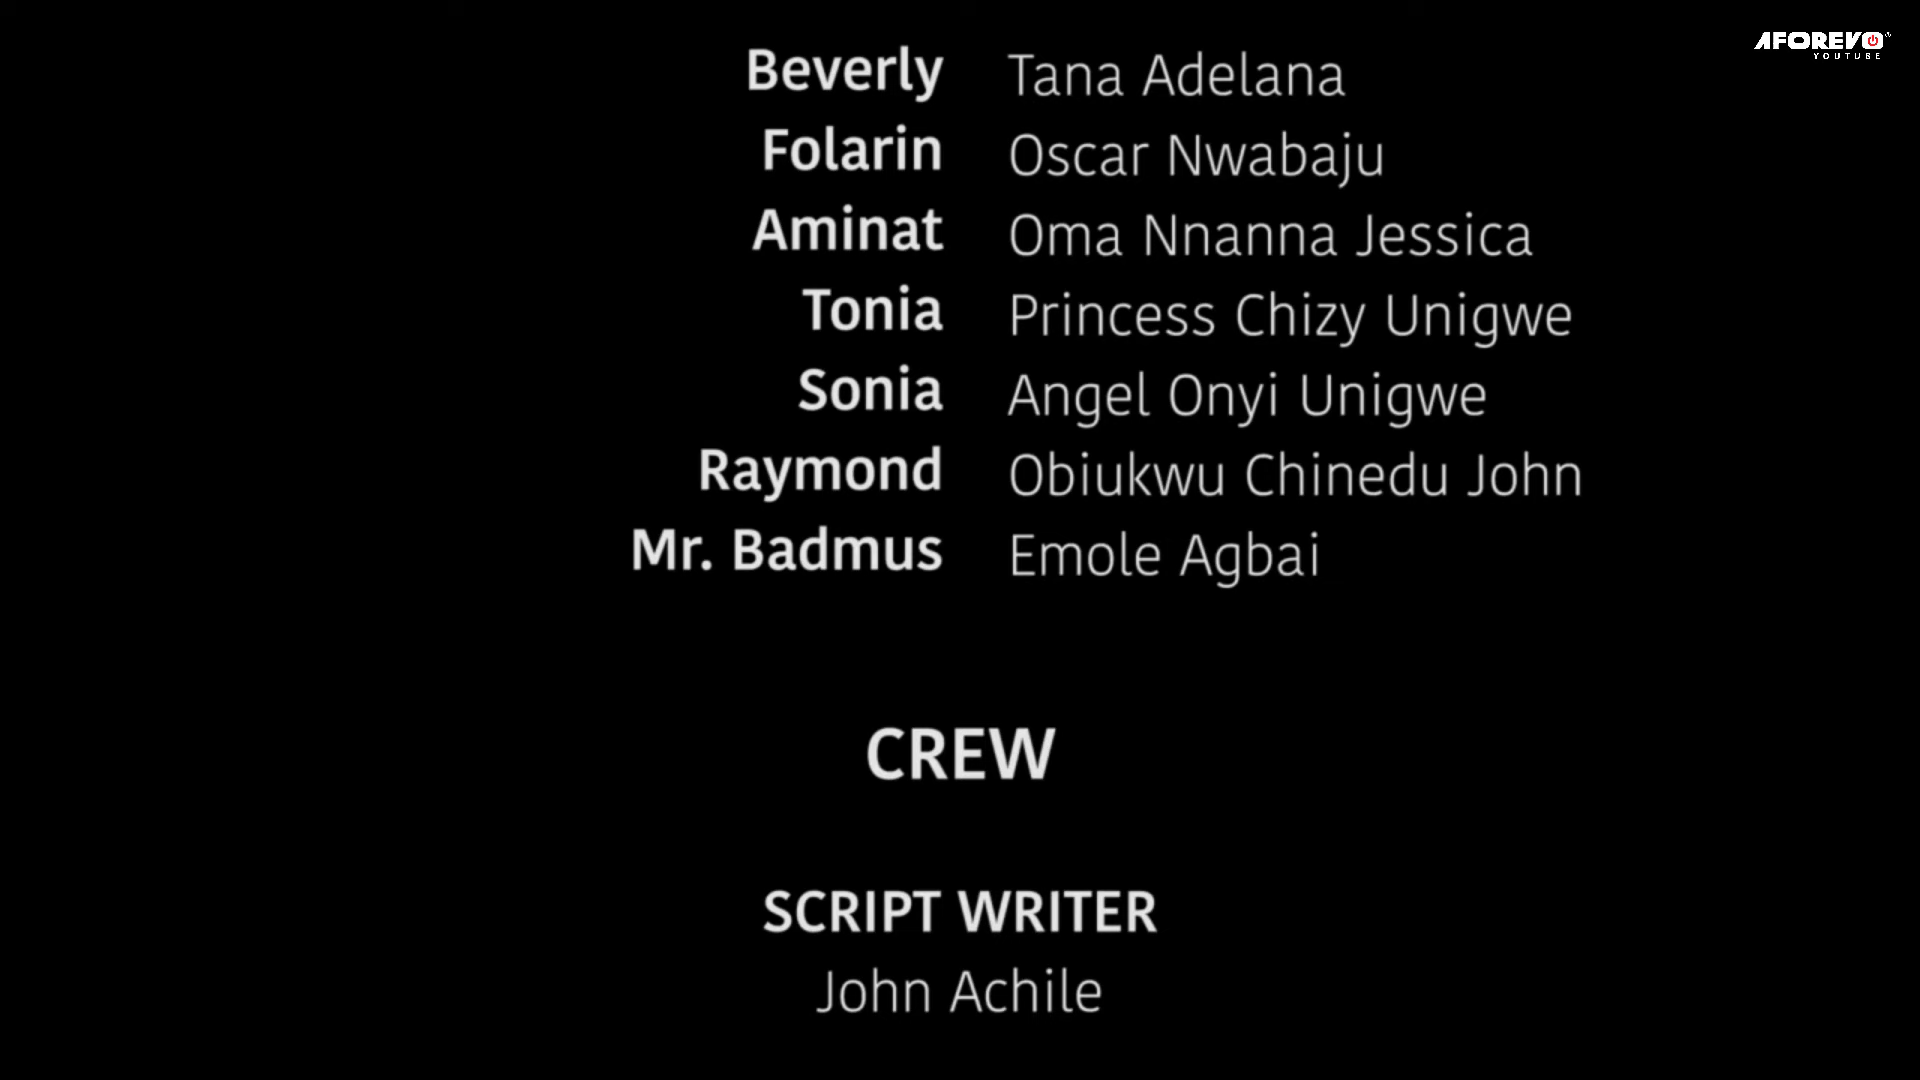 AFOREVO
YOUTUBE
Beverly Tana Adelana
Folarin Oscar Nwabaju
Aminat Oma Nnanna Jessica
Tonia Princess Chizy Unigwe
Sonia Angel Onyi Unigwe
Raymond Obiukwu Chinedu John
Mr. Badmus Emole Agbai
CREW
SCRIPT WRITER
John Achile